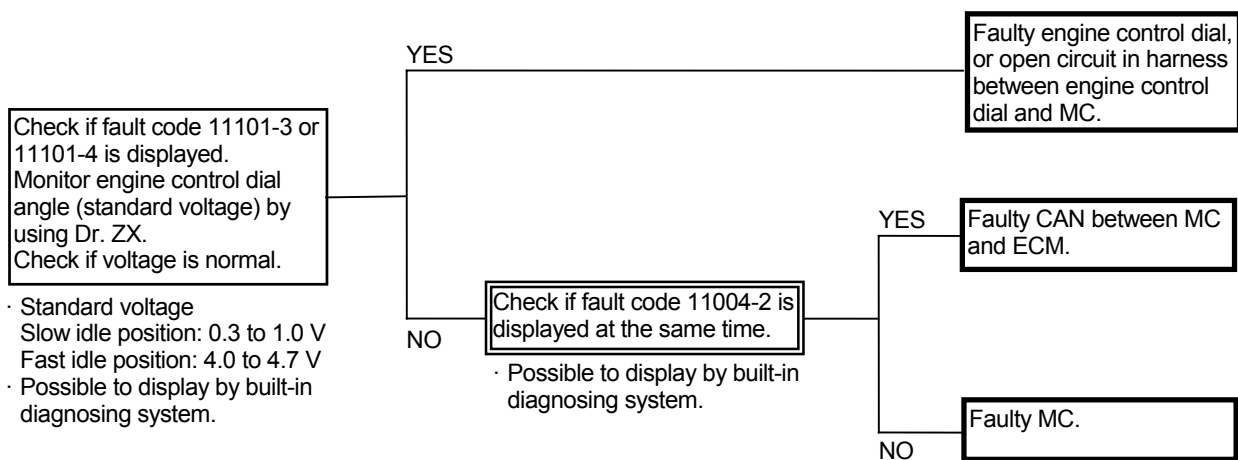 YES
Faulty engine control dial,
or open circuit in harness
between engine control
dial and MC.
Check if fault code 11101-3 or
11101-4 is displayed.
Monitor engine control dial
angle (standard voltage) by
using Dr. ZX.
Check if voltage is normal.
· Standard voltage
Slow idle position: 0.3 to 1.0 V
Fast idle position: 4.0 to 4.7 V
· Possible to display by built-in
diagnosing system.
NO
Check if fault code 11004-2 is
displayed at the same time.
· Possible to display by built-in
diagnosing system.
YES
Faulty CAN between MC
and ECM.
NO
Faulty MC.